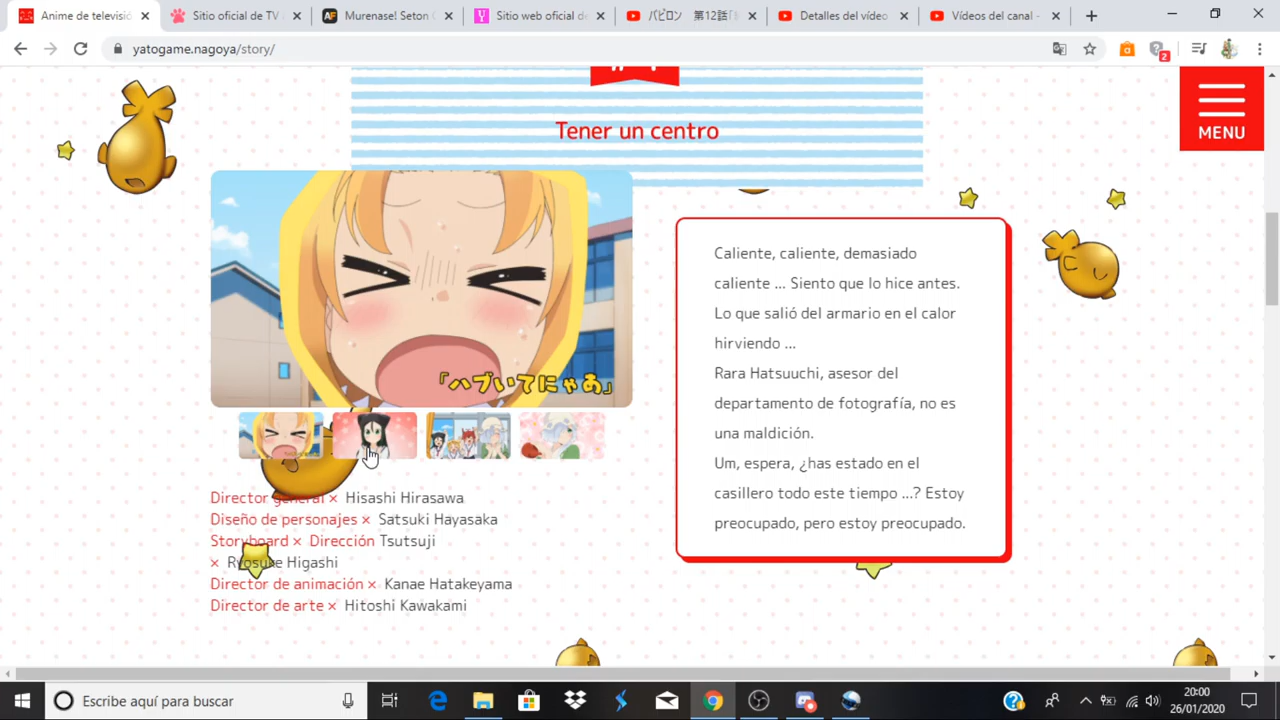 Anime de televisió
Sitio oficial de TV
Murenase! Seton
Sitio web oficial d
バビロン 第12話「
Detalles del vídeo
Vídeos del canal -
yatogame.nagoya/story/
2
MENU
Tener un centro
「ハブいてにゃあ」
Caliente, caliente, demasiado
caliente ... Siento que lo hice antes.
Lo que salió del armario en el calor
hirviendo ...
Rara Hatsuuchi, asesor del
departamento de fotografía, no es
una maldición.
Um, espera, ¿has estado en el
casillero todo este tiempo ...? Estoy
preocupado, pero estoy preocupado.
Director general × Hisashi Hirasawa
Diseño de personajes × Satsuki Hayasaka
Storyboard × Dirección Tsutsuji
× Ryosuke Higashi
Director de animación × Kanae Hatakeyama
Director de arte × Hitoshi Kawakami
Escribe aquí para buscar
20:00
26/01/2020